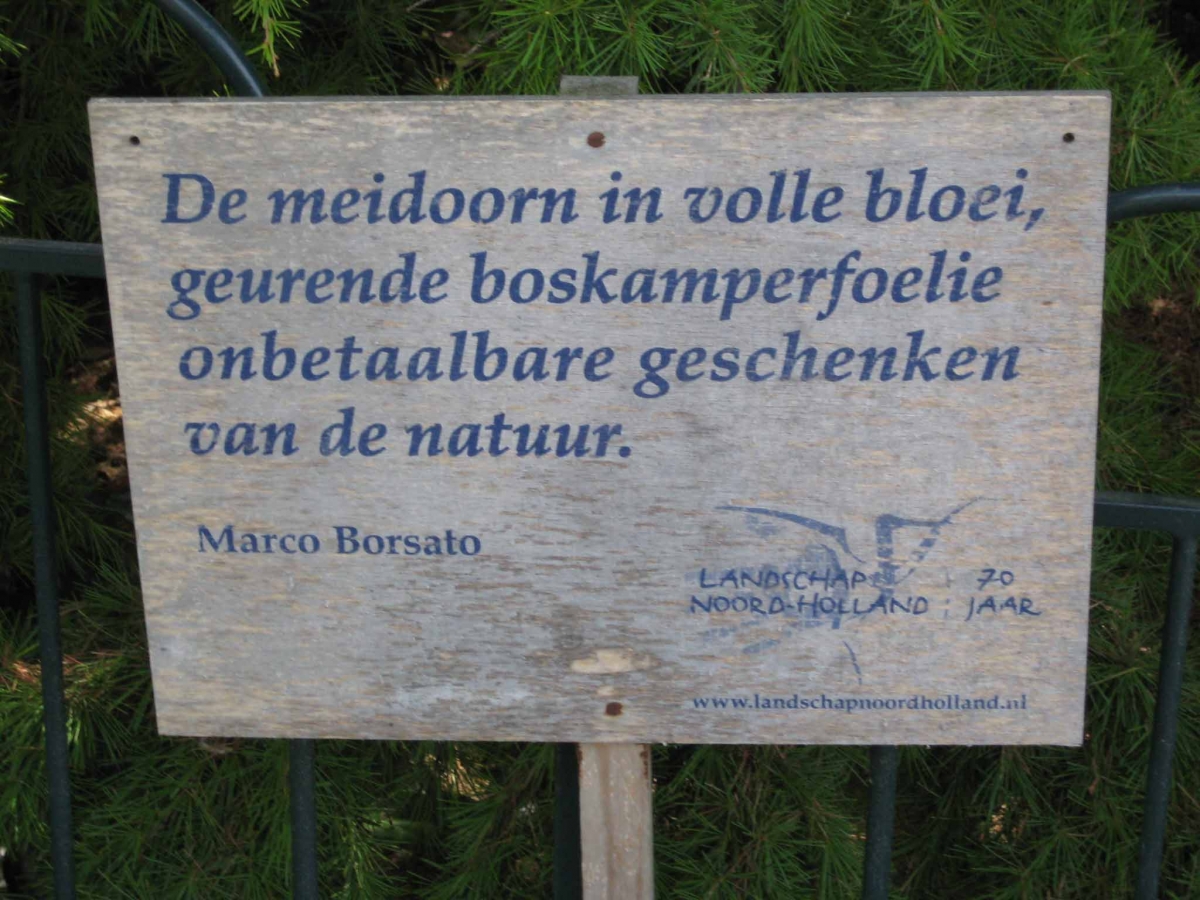 De meidoorn in volle bloei,
geurende boskamperfoelie
onbetaalbare geschenken
van de natuur.
Marco Borsato
LANDSCHAP 70
NOORD-HOLLAND JAAR
www.landschapnoordholland.nl